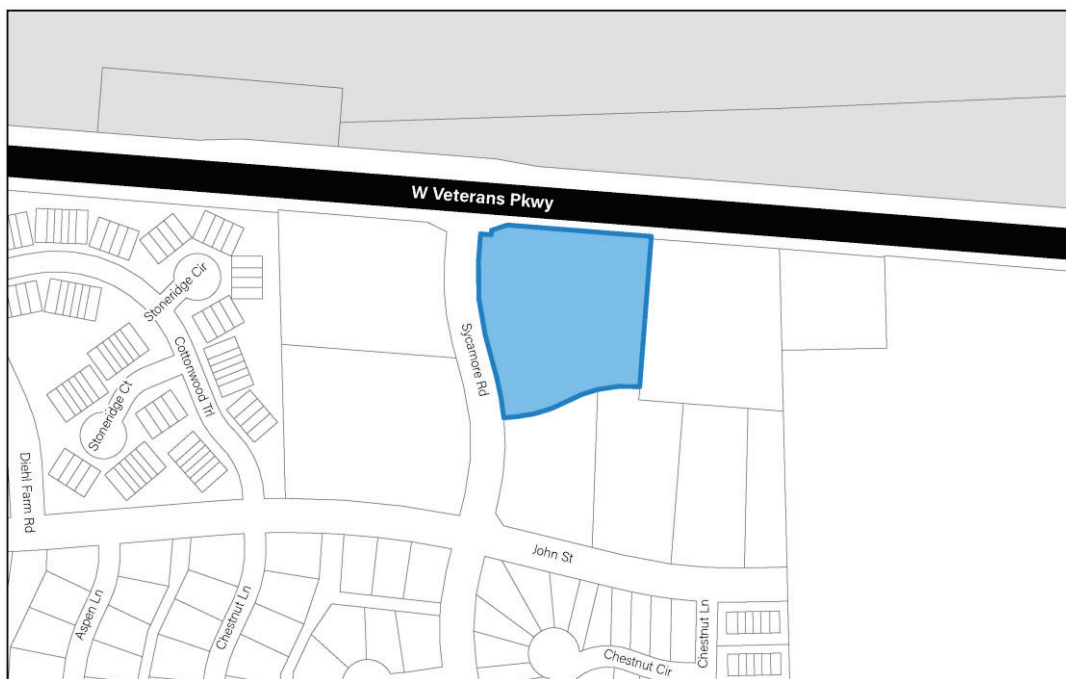 W Veterans Pkwy
Stoneridge Cir
Sycamore Rd
Cottonwood Trl
Stoneridge Ct
Diehl Farm Rd
John St
Aspen Ln
Chestnut Ln
Chestnut Ln
Chestnut Cir